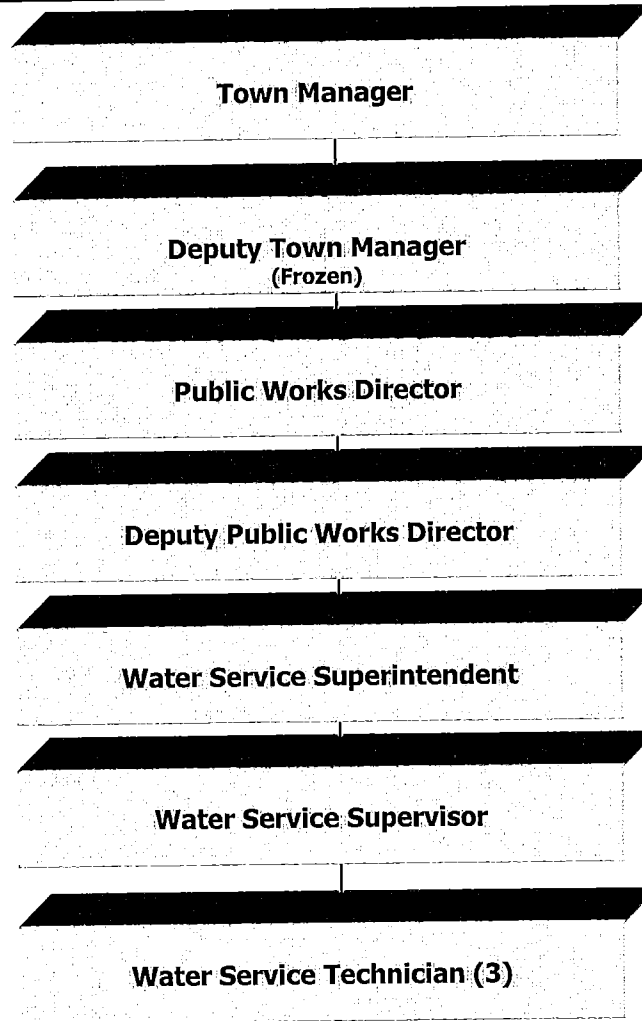 Town Manager
Deputy Town Manager
(Frozen)
Public Works Director
Deputy Public Works Director
Water Service Superintendent
Water Service Supervisor
Water Service Technician (3)